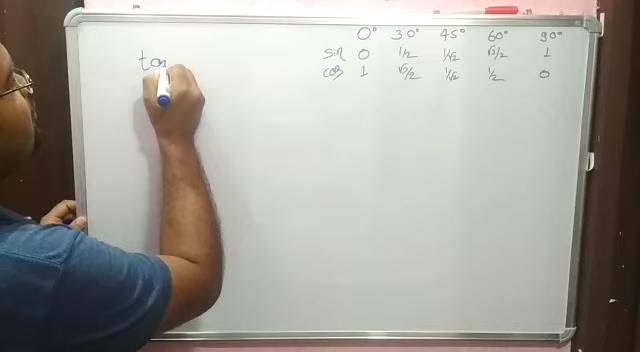 0° 30° 45° 60° 90°
sin 0 1/2 1/√2 √3/2 1
cos 1 √3/2 1/√2 1/2 0
tan